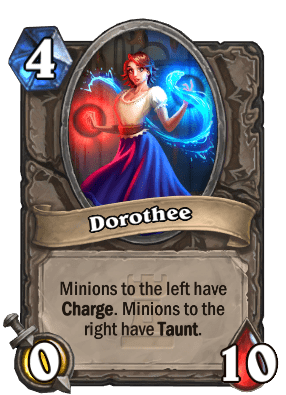 4
Dorothee
Minions to the left have
Charge. Minions to the
right have Taunt.
0
10